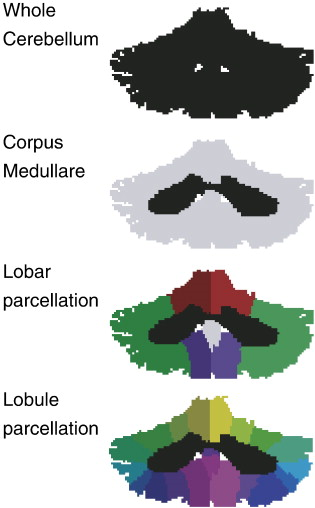 Whole
Cerebellum
Corpus
Medullare
Lobar
parcellation
Lobule
parcellation